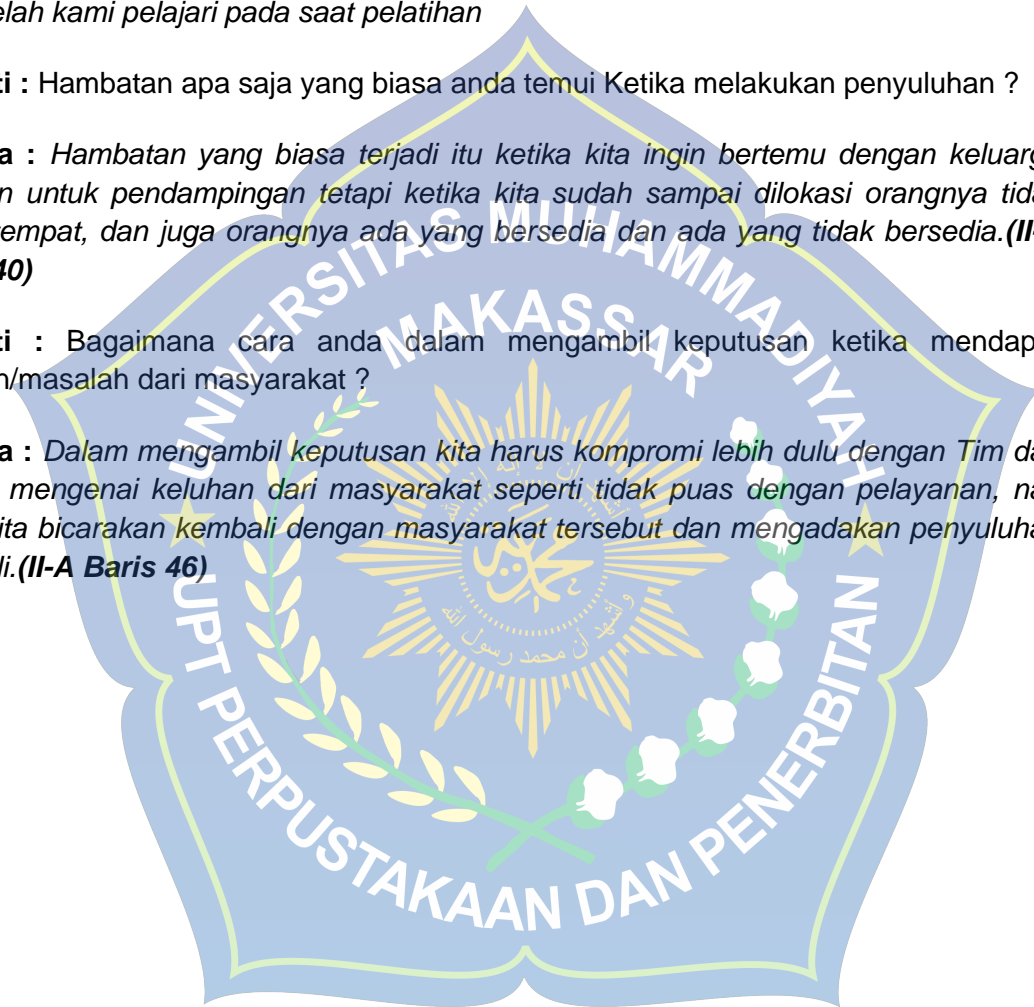 elah kami pelajari pada saat pelatihan
ti : Hambatan apa saja yang biasa anda temui Ketika melakukan penyuluhan ?
a : Hambatan yang biasa terjadi itu ketika kita ingin bertemu dengan keluarg
n untuk pendampingan tetapi ketika kita sudah sampai dilokasi orangnya tida
empat, dan juga orangnya ada yang bersedia dan ada yang tidak bersedia.(II-
40)
ti : Bagaimana cara anda dalam mengambil keputusan ketika mendap
n/masalah dari masyarakat ?
a : Dalam mengambil keputusan kita harus kompromi lebih dulu dengan Tim da
mengenai keluhan dari masyarakat seperti tidak puas dengan pelayanan, na
ita bicarakan kembali dengan masyarakat tersebut dan mengadakan penyuluha
li.(II-A Baris 46)
UNIVERSITAS MUHAMMADIYAH
MAKASSAR
UPT PERPUSTAKAAN DAN PENERBITAN
وأشهد أن محمد رسول الله